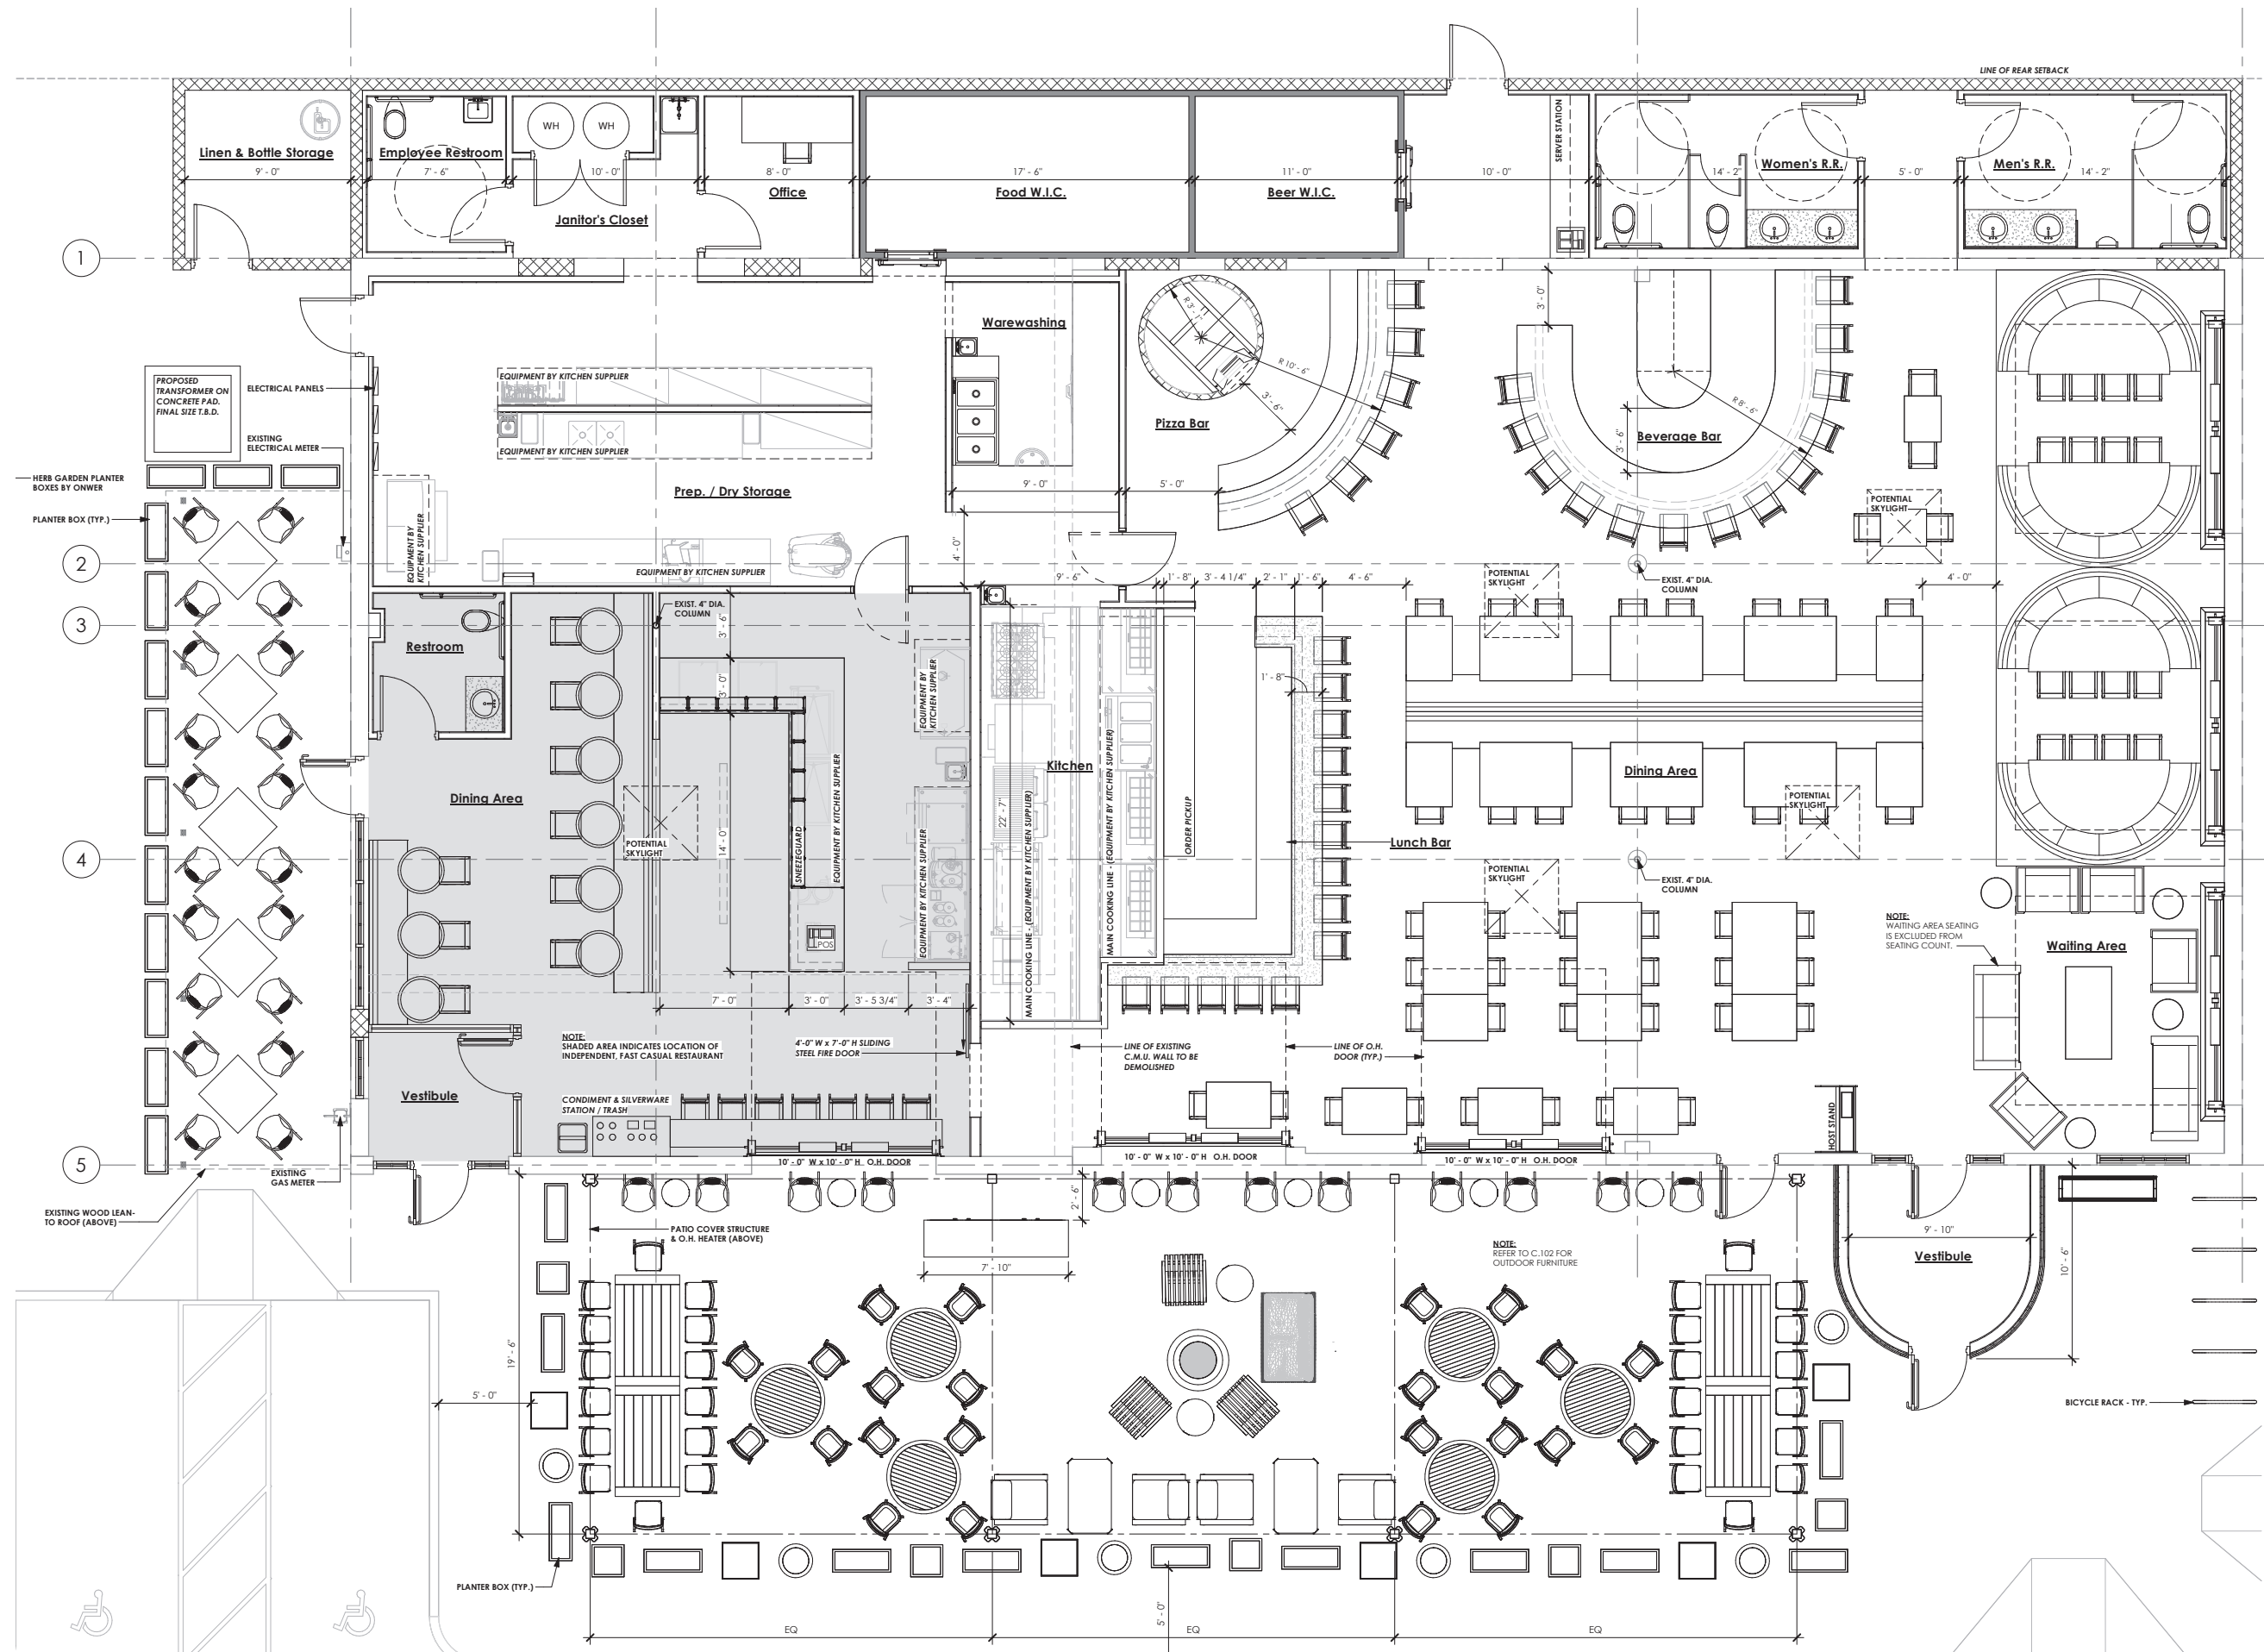 LINE OF REAR SETBACK
SERVER STATION
WH
WH
Linen & Bottle Storage
9' - 0"
Employee Restroom
7' - 6"
10' - 0"
Janitor's Closet
8' - 0"
Office
17' - 6"
Food W.I.C.
11' - 0"
Beer W.I.C.
10' - 0"
14' - 2"
Women's R.R.
5' - 0"
Men's R.R.
14' - 2"
1
Warewashing
3' - 0"
R 10' - 6"
3' - 6"
Pizza Bar
R 8' - 6"
3' - 6"
Beverage Bar
PROPOSED
TRANSFORMER ON
CONCRETE PAD.
FINAL SIZE T.B.D.
ELECTRICAL PANELS
EXISTING
ELECTRICAL METER
EQUIPMENT BY KITCHEN SUPPLIER
EQUIPMENT BY KITCHEN SUPPLIER
HERB GARDEN PLANTER
BOXES BY ONWER
PLANTER BOX (TYP.)
Prep. / Dry Storage
9' - 0"
5' - 0"
POTENTIAL
SKYLIGHT
EQUIPMENT BY
KITCHEN SUPPLIER
4' - 0"
2
EQUIPMENT BY KITCHEN SUPPLIER
9' - 6"
1' - 8"
3' - 4 1/4"
2' - 1"
1' - 6"
4' - 6"
POTENTIAL
SKYLIGHT
EXIST. 4" DIA.
COLUMN
4' - 0"
3
EXIST. 4" DIA.
COLUMN
3' - 6"
Restroom
3' - 0"
EQUIPMENT BY
KITCHEN SUPPLIER
1' - 8"
Kitchen
Dining Area
Dining Area
POTENTIAL
SKYLIGHT
22' - 7"
MAIN COOKING LINE - (EQUIPMENT BY KITCHEN SUPPLIER)
MAIN COOKING LINE - (EQUIPMENT BY KITCHEN SUPPLIER)
ORDER PICKUP
POTENTIAL
SKYLIGHT
14' - 0"
SNEEZEGUARD
EQUIPMENT BY KITCHEN SUPPLIER
EQUIPMENT BY KITCHEN SUPPLIER
Lunch Bar
4
POTENTIAL
SKYLIGHT
EXIST. 4" DIA.
COLUMN
POS
NOTE:
WAITING AREA SEATING
IS EXCLUDED FROM
SEATING COUNT.
Waiting Area
7' - 0"
3' - 0"
3' - 5 3/4"
3' - 4"
NOTE:
SHADED AREA INDICATES LOCATION OF
INDEPENDENT, FAST CASUAL RESTAURANT
4'-0" W x 7'-0" H SLIDING
STEEL FIRE DOOR
LINE OF EXISTING
C.M.U. WALL TO BE
DEMOLISHED
LINE OF O.H.
DOOR (TYP.)
Vestibule
CONDIMENT & SILVERWARE
STATION / TRASH
HOST STAND
5
EXISTING
GAS METER
10' - 0" W x 10' - 0" H O.H. DOOR
10' - 0" W x 10' - 0" H O.H. DOOR
10' - 0" W x 10' - 0" H O.H. DOOR
EXISTING WOOD LEAN-
TO ROOF (ABOVE)
2' - 6"
PATIO COVER STRUCTURE
& O.H. HEATER (ABOVE)
7' - 10"
NOTE:
REFER TO C.102 FOR
OUTDOOR FURNITURE
9' - 10"
Vestibule
10' - 6"
19' - 6"
5' - 0"
BICYCLE RACK - TYP.
PLANTER BOX (TYP.)
5' - 0"
EQ
EQ
EQ